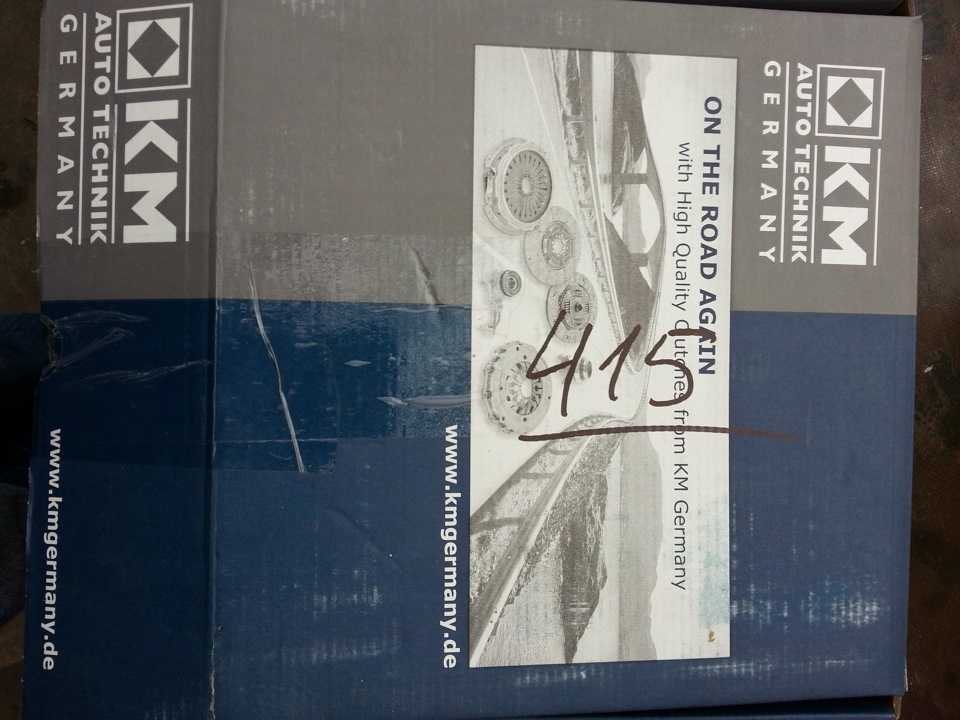 KM
AUTO TECHNIK
GERMANY
ON THE ROAD AGAIN
with High Quality Clutches from KM Germany
415
www.kmgermany.de
KM
AUTO TECHNIK
GERMANY
www.kmgermany.de